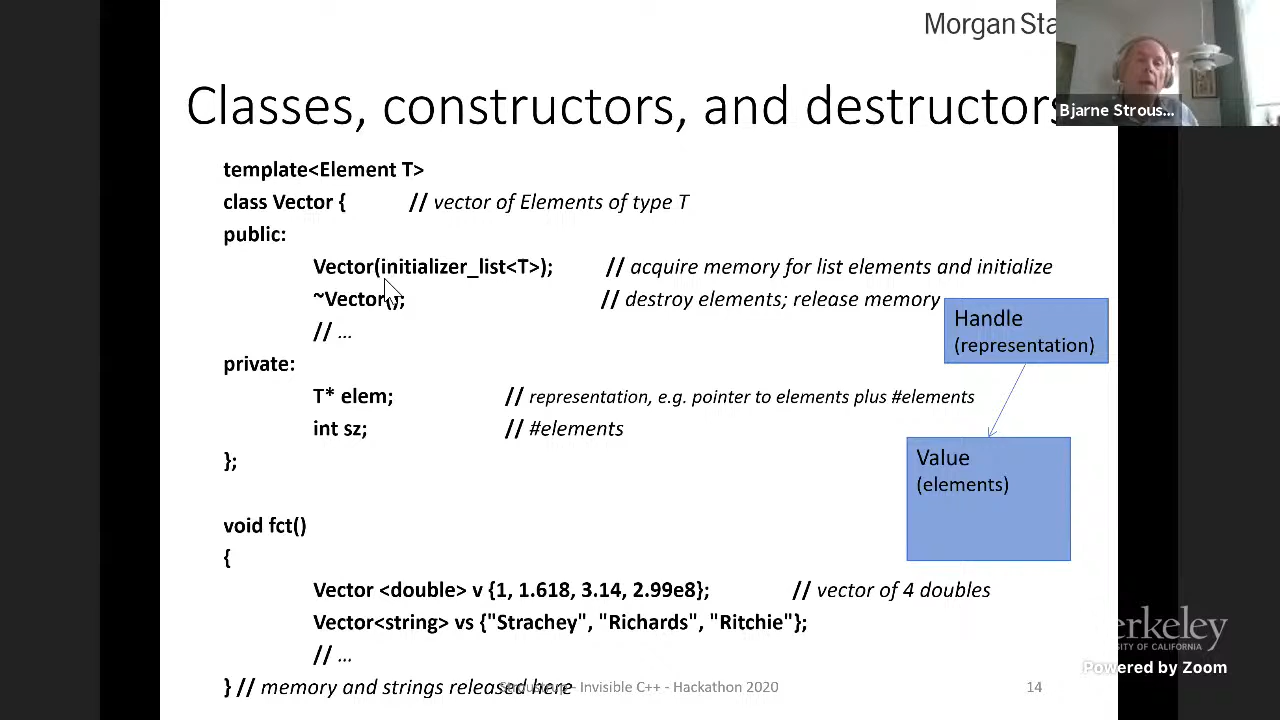 Morgan Sta
Bjarne Strous...
Classes, constructors, and destructors
template<Element T>
class Vector { // vector of Elements of type T
public:
Vector(initializer_list<T>); // acquire memory for list elements and initialize
~Vector(); // destroy elements; release memory
// ...
private:
T* elem; // representation, e.g. pointer to elements plus #elements
int sz; // #elements
};
Handle
(representation)
Value
(elements)
void fct()
{
Vector <double> v {1, 1.618, 3.14, 2.99e8}; // vector of 4 doubles
Vector<string> vs {"Strachey", "Richards", "Ritchie"};
// ...
} // memory and strings released here
Stroustrup - Invisible C++ - Hackathon 2020
14
erkeley
SITY OF CALIFORNIA
Powered by Zoom